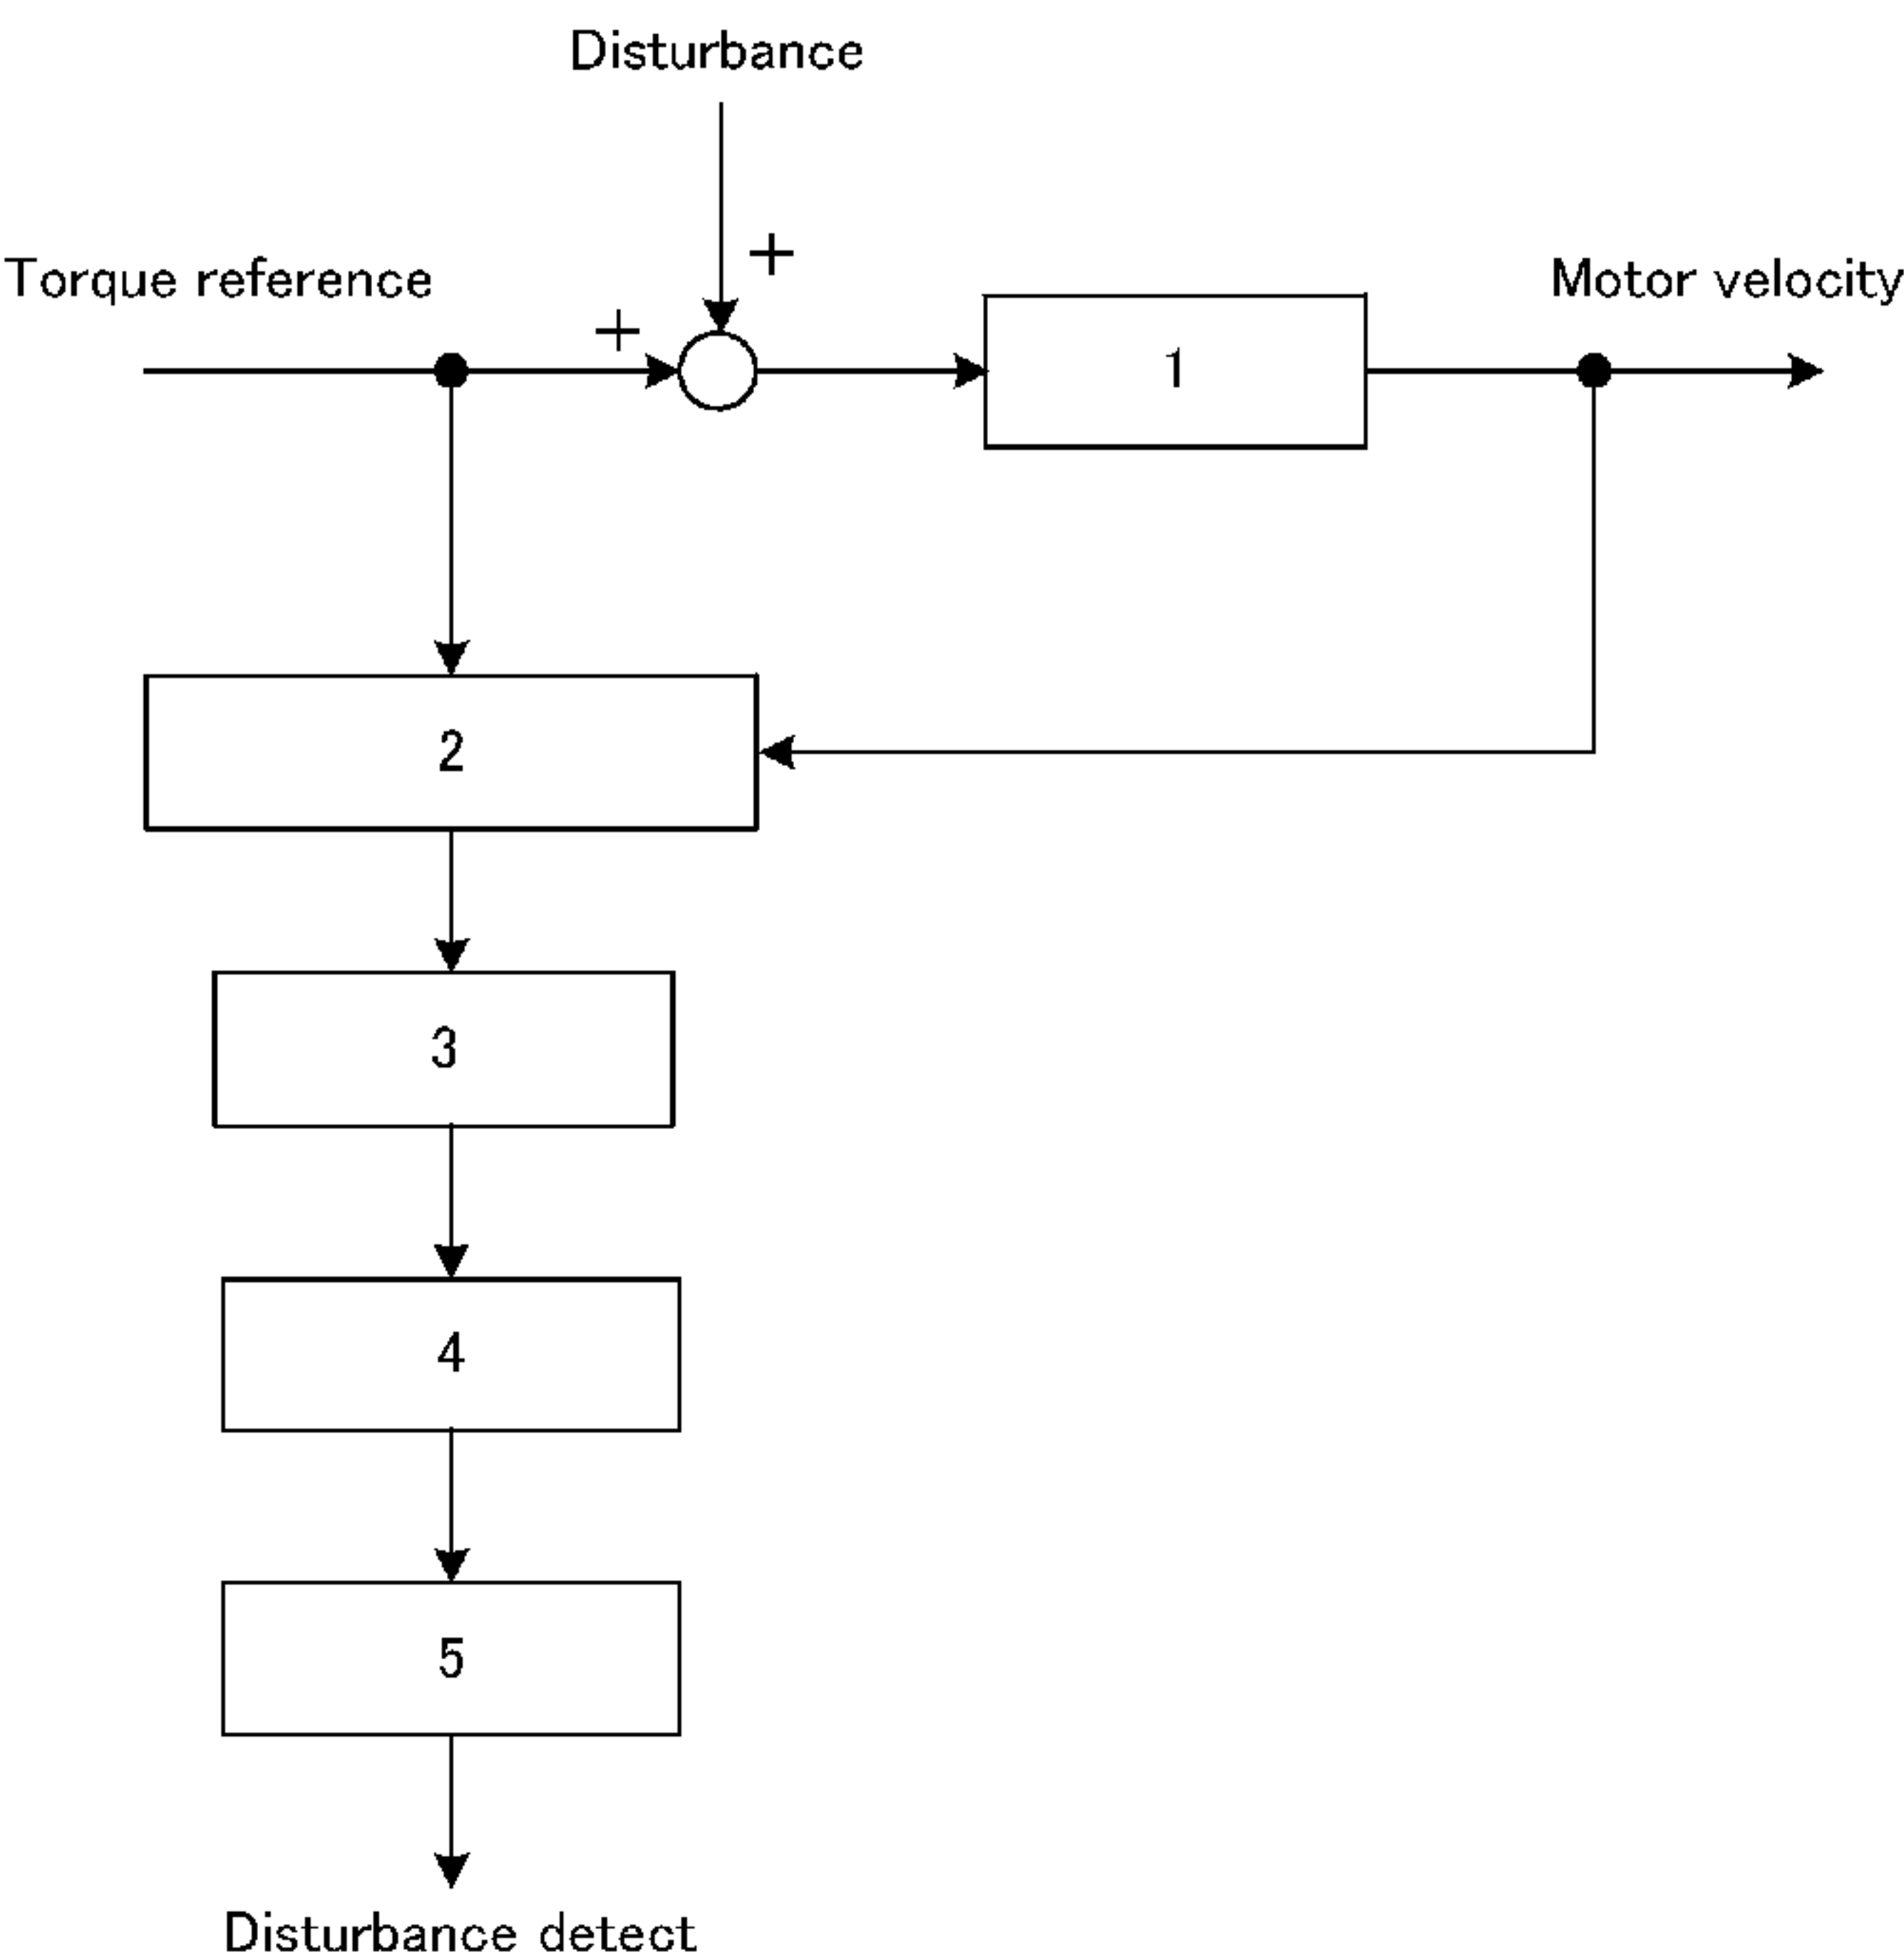 Disturbance
+
Torque reference
Motor velocity
+
1
2
3
4
5
Disturbance detect